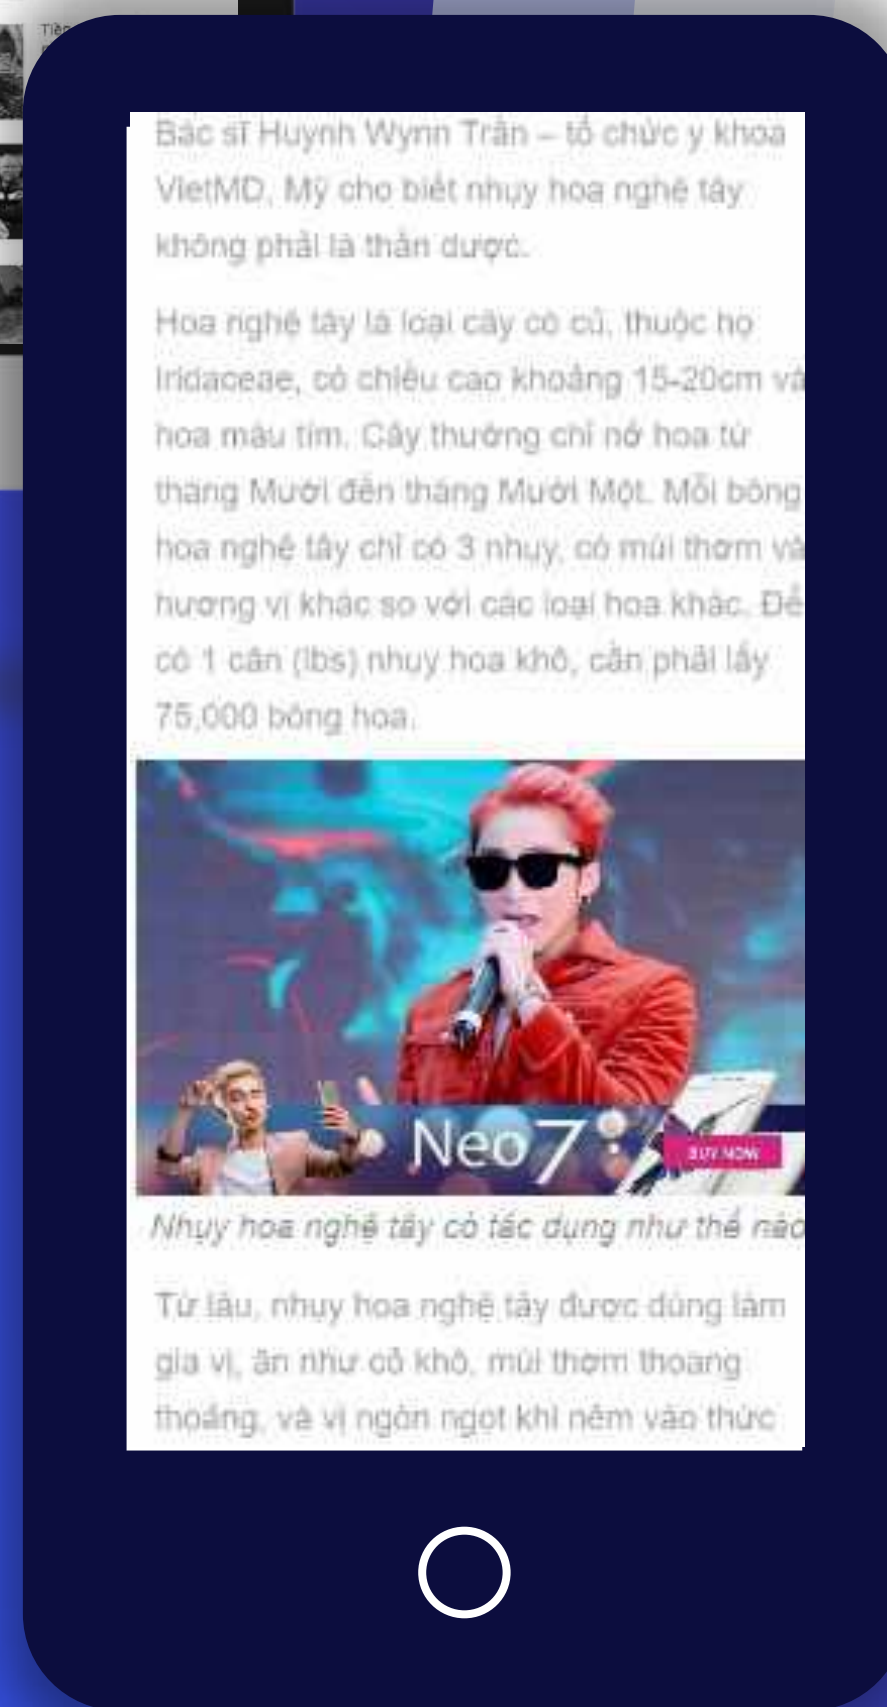 Tiền
Bác sĩ Huynh Wynn Trần – tổ chức y khoa
VietMD, Mỹ cho biết nhụy hoa nghệ tây
không phải là thần dược.
Hoa nghệ tây là loại cây có củ, thuộc họ
Iridaceae, có chiều cao khoảng 15-20cm và
hoa màu tím. Cây thường chỉ nở hoa từ
tháng Mười đến tháng Mười Một. Mỗi bông
hoa nghệ tây chỉ có 3 nhụy, có mùi thơm và
hương vị khác so với các loại hoa khác. Để
có 1 cân (lbs) nhụy hoa khô, cần phải lấy
75,000 bông hoa.
Neo7
BUY NOW
Nhụy hoa nghệ tây có tác dụng như thế nào
Từ lâu, nhụy hoa nghệ tây được dùng làm
gia vị, ăn như cỏ khô, mùi thơm thoang
thoảng, và vị ngòn ngọt khi nêm vào thức